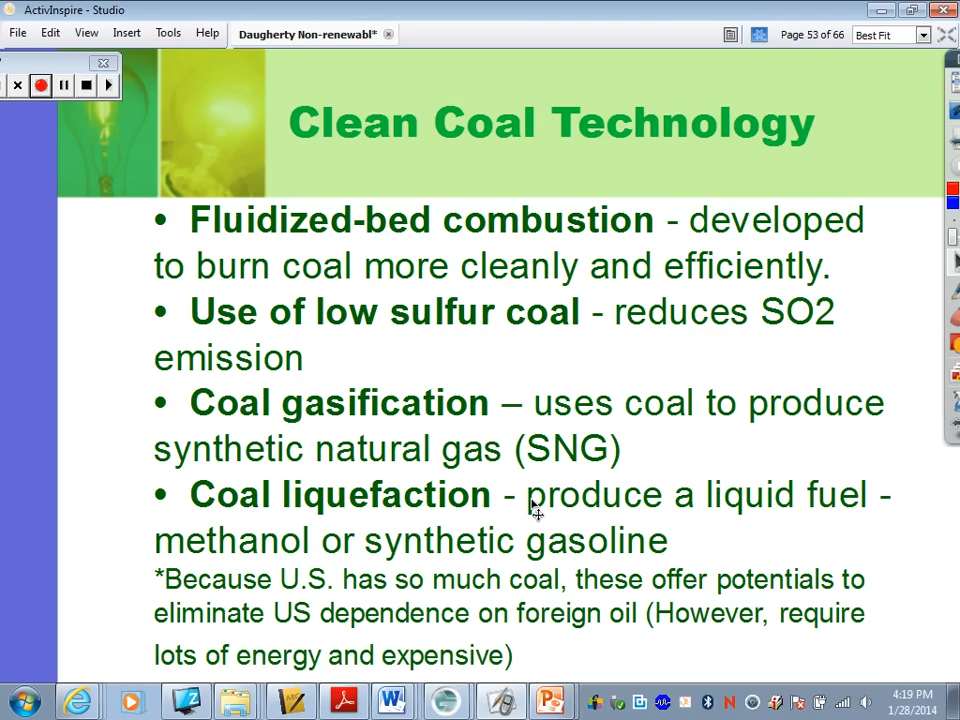 ActivInspire - Studio
File Edit View Insert Tools Help Daugherty Non-renewabl* Page 53 of 66 Best Fit
Clean Coal Technology
• Fluidized-bed combustion - developed
to burn coal more cleanly and efficiently.
• Use of low sulfur coal - reduces SO2
emission
• Coal gasification – uses coal to produce
synthetic natural gas (SNG)
• Coal liquefaction - produce a liquid fuel -
methanol or synthetic gasoline
*Because U.S. has so much coal, these offer potentials to
eliminate US dependence on foreign oil (However, require
lots of energy and expensive)
4:19 PM
1/28/2014